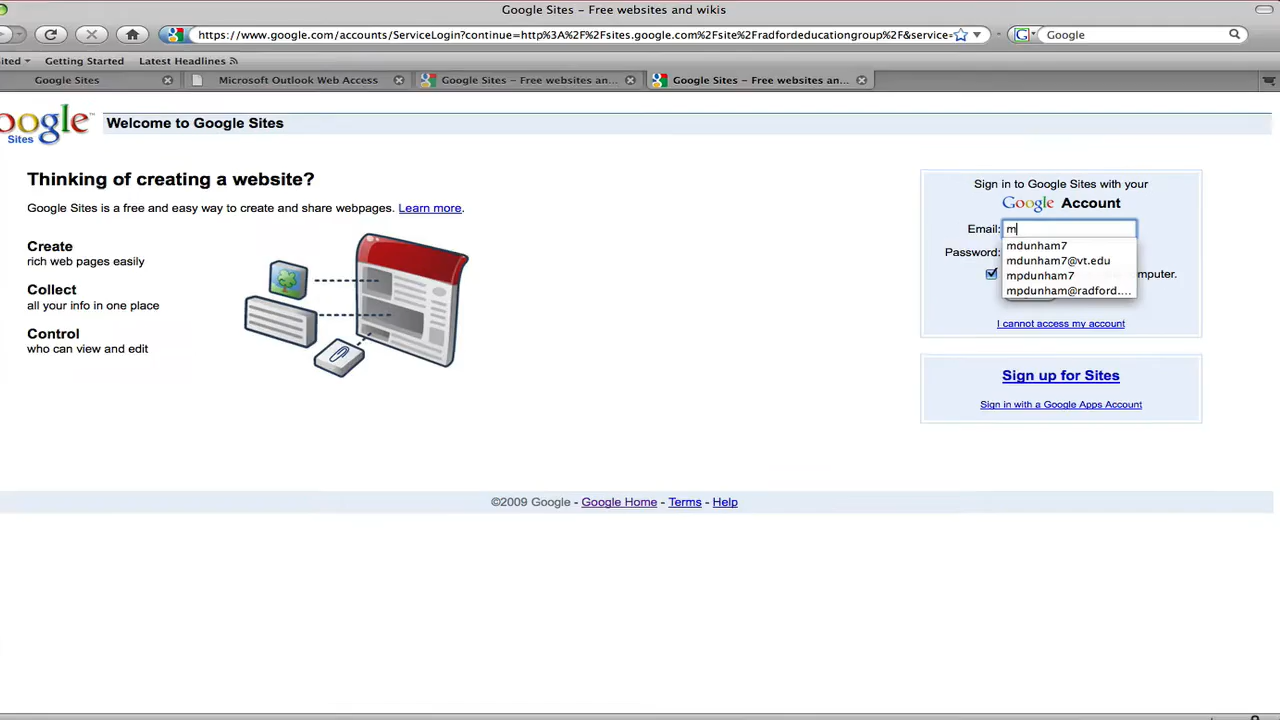 Google Sites – Free websites and wikis
https://www.google.com/accounts/ServiceLogin?continue=http%3A%2F%2Fsites.google.com%2Fsite%2Fradfordeducationgroup%2F&service=
Google
Getting Started
Latest Headlines
Google Sites
Microsoft Outlook Web Access
Google Sites – Free websites an...
Google Sites – Free websites an...
Sites
Welcome to Google Sites
Thinking of creating a website?
Google Sites is a free and easy way to create and share webpages. Learn more.
Create
rich web pages easily
Collect
all your info in one place
Control
who can view and edit
Sign in to Google Sites with your
Google Account
Email: m
mdunham7
Password:
mdunham7@vt.edu
mpdunham7
computer.
mpdunham@radford....
I cannot access my account
Sign up for Sites
Sign in with a Google Apps Account
©2009 Google - Google Home - Terms - Help